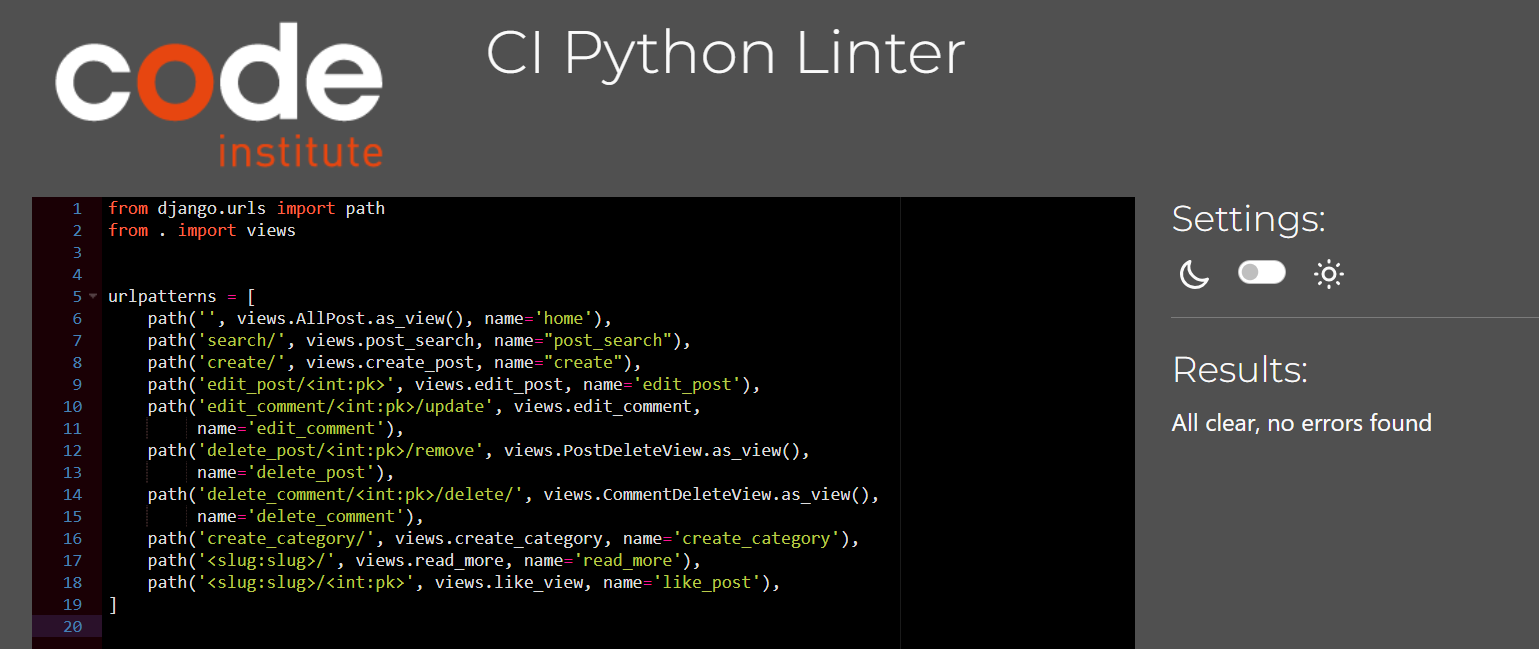 code
institute
CI Python Linter
1 from django.urls import path
2 from . import views
3
4
5 urlpatterns = [
6     path('', views.AllPost.as_view(), name='home'),
7     path('search/', views.post_search, name="post_search"),
8     path('create/', views.create_post, name="create"),
9     path('edit_post/<int:pk>', views.edit_post, name='edit_post'),
10     path('edit_comment/<int:pk>/update', views.edit_comment,
11          name='edit_comment'),
12     path('delete_post/<int:pk>/remove', views.PostDeleteView.as_view(),
13          name='delete_post'),
14     path('delete_comment/<int:pk>/delete/', views.CommentDeleteView.as_view(),
15          name='delete_comment'),
16     path('create_category/', views.create_category, name='create_category'),
17     path('<slug:slug>/', views.read_more, name='read_more'),
18     path('<slug:slug>/<int:pk>', views.like_view, name='like_post'),
19 ]
20
Settings:
Results:
All clear, no errors found